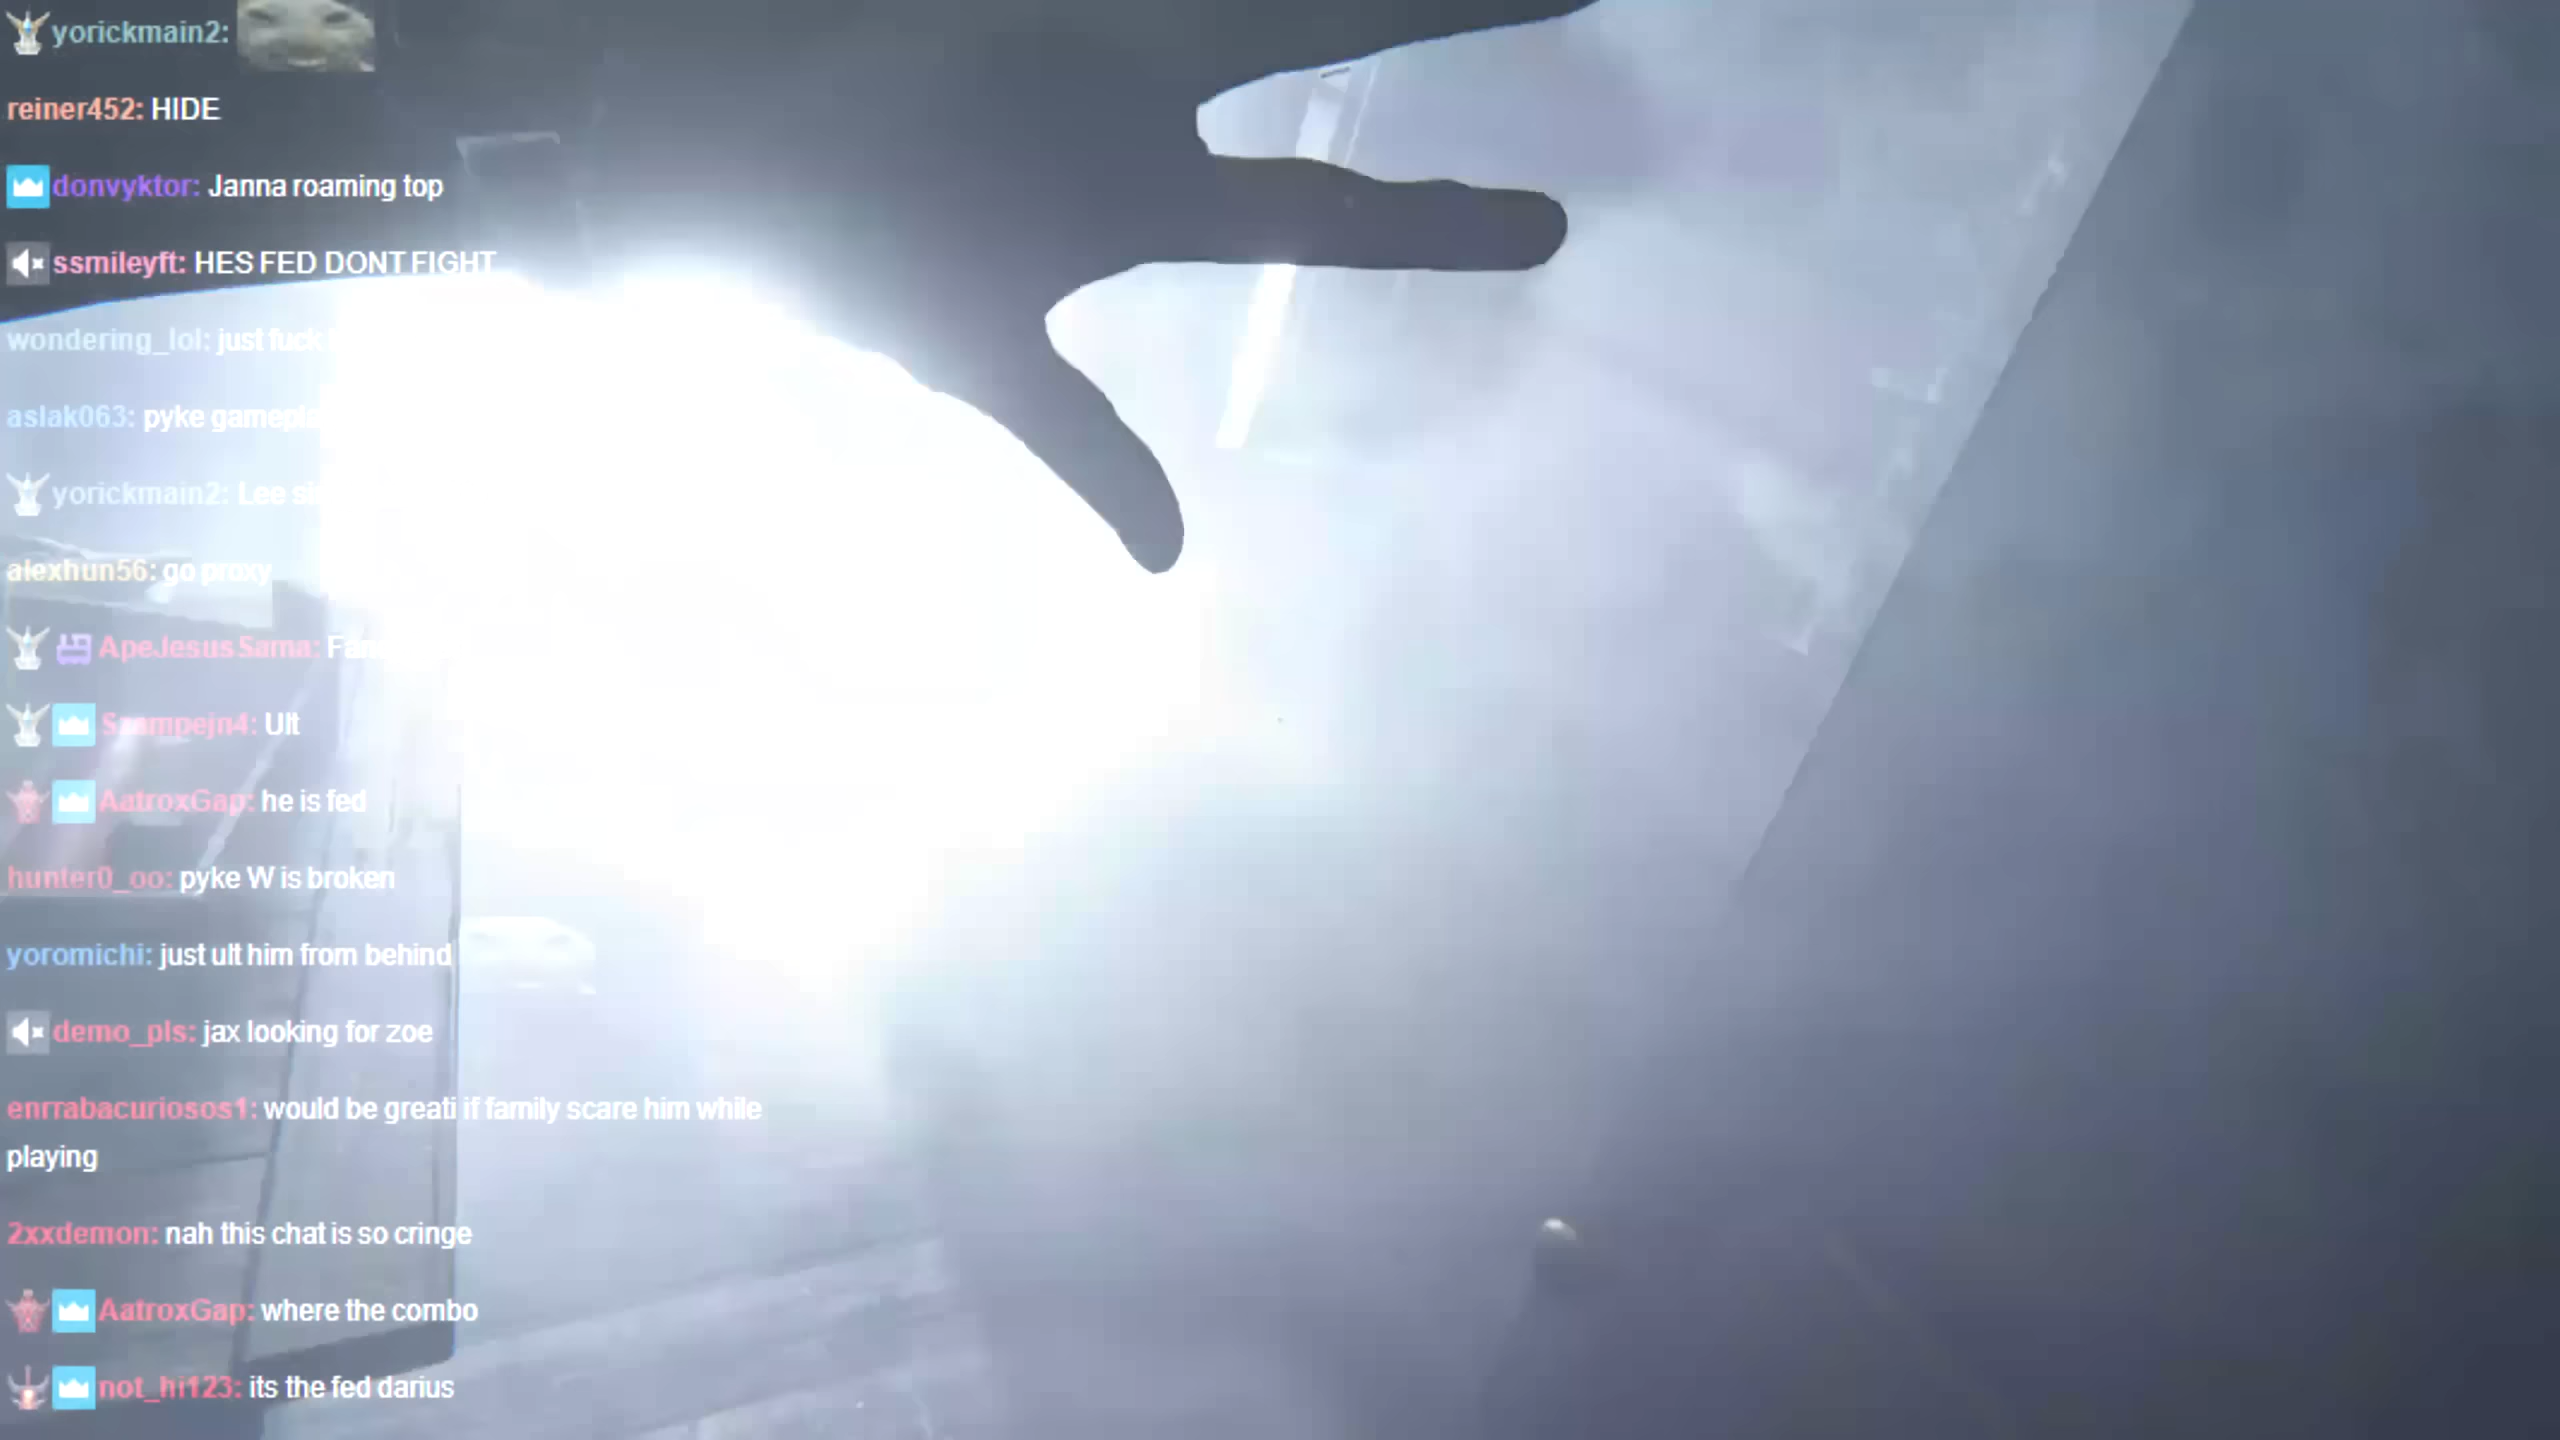 yorickmain2:
reiner452: HIDE
donvyktor: Janna roaming top
ssmileyft: HES FED DONT FIGHT
wondering_lol: just fuck
aslak063: pyke
yorickmain2: Lee
alexhun56: go proxy
ApeJesusSama:
Szampejn4: Ult
AatroxGap: he is fed
hunter0_oo: pyke W is broken
yoromichi: just ult him from behind
demo_pls: jax looking for zoe
enrrabacuriosos1: would be greati if family scare him while
playing
2xxdemon: nah this chat is so cringe
AatroxGap: where the combo
not_hi123: its the fed darius